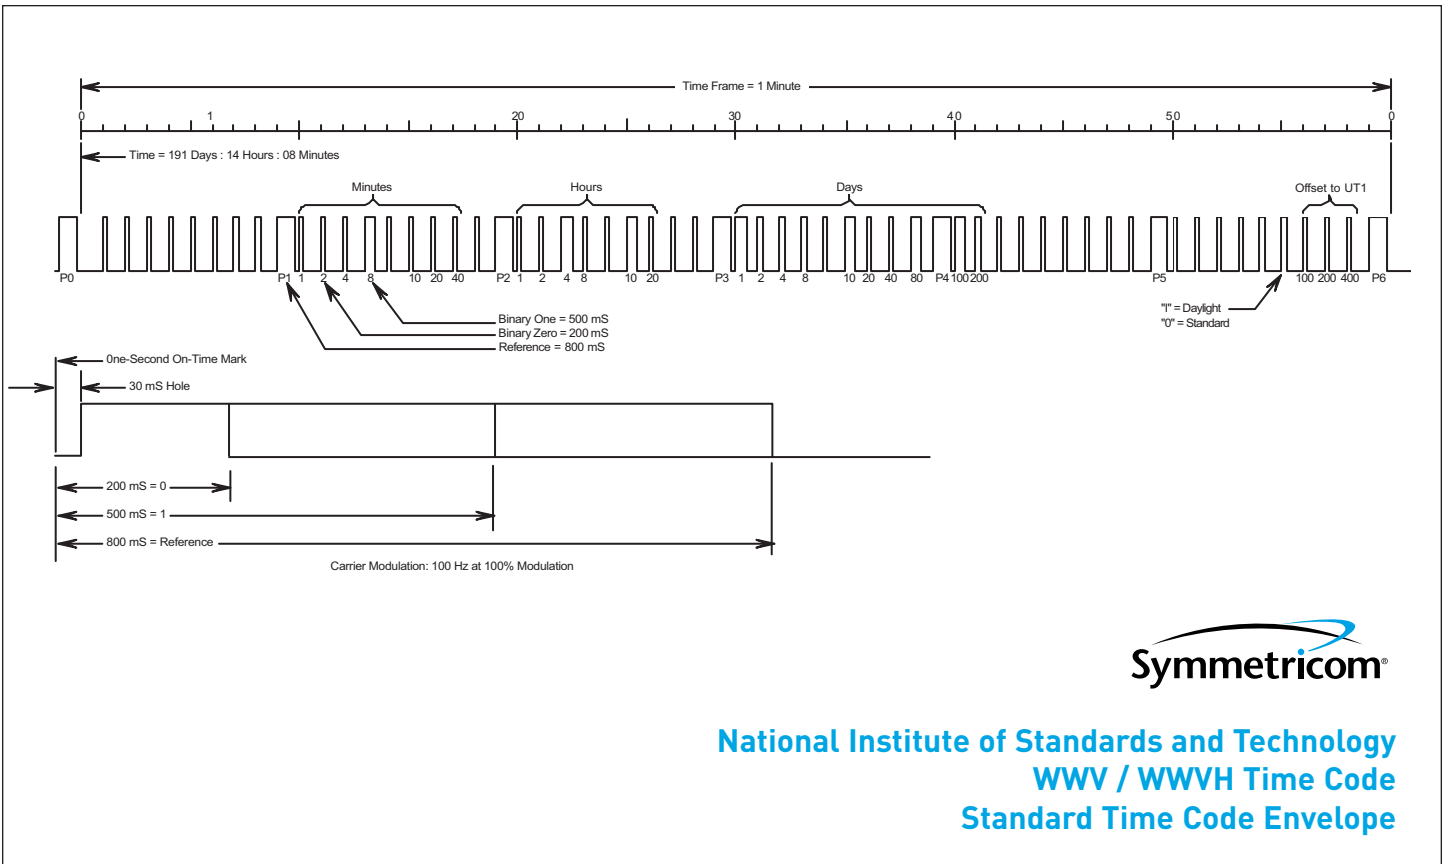 Time Frame = 1 Minute
0 1 20 30 40 50 0
Time = 191 Days : 14 Hours : 08 Minutes
Minutes Hours Days Offset to UT1
P0 P1 1 2 4 8 10 20 40 P2 1 2 4 8 10 20 P3 1 2 4 8 10 20 40 80 P4 100 200 P5 100 200 400 P6
"I" = Daylight
"0" = Standard
Binary One = 500 mS
Binary Zero = 200 mS
Reference = 800 mS
0ne-Second On-Time Mark
30 mS Hole
200 mS = 0
500 mS = 1
800 mS = Reference
Carrier Modulation: 100 Hz at 100% Modulation
Symmetricom®
National Institute of Standards and Technology
WWV / WWVH Time Code
Standard Time Code Envelope